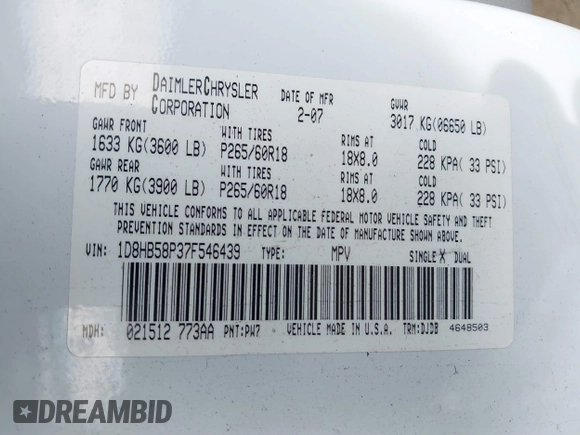 MFD BY DAIMLERCHRYSLER CORPORATION DATE OF MFR 2-07 GVWR 3017 KG(06650 LB)
GAWR FRONT WITH TIRES RIMS AT COLD
1633 KG(3600 LB) P265/60R18 18X8.0 228 KPA( 33 PSI)
GAWR REAR WITH TIRES RIMS AT COLD
1770 KG(3900 LB) P265/60R18 18X8.0 228 KPA( 33 PSI)
THIS VEHICLE CONFORMS TO ALL APPLICABLE FEDERAL MOTOR VEHICLE SAFETY AND THEFT
PREVENTION STANDARDS IN EFFECT ON THE DATE OF MANUFACTURE SHOWN ABOVE.
VIN: 1D8HB58P37F546439 TYPE: MPV SINGLE X DUAL
MDH: 021512 773AA PNT:PW7 VEHICLE MADE IN U.S.A. TRM:DJDB 4648503
DREAMBID